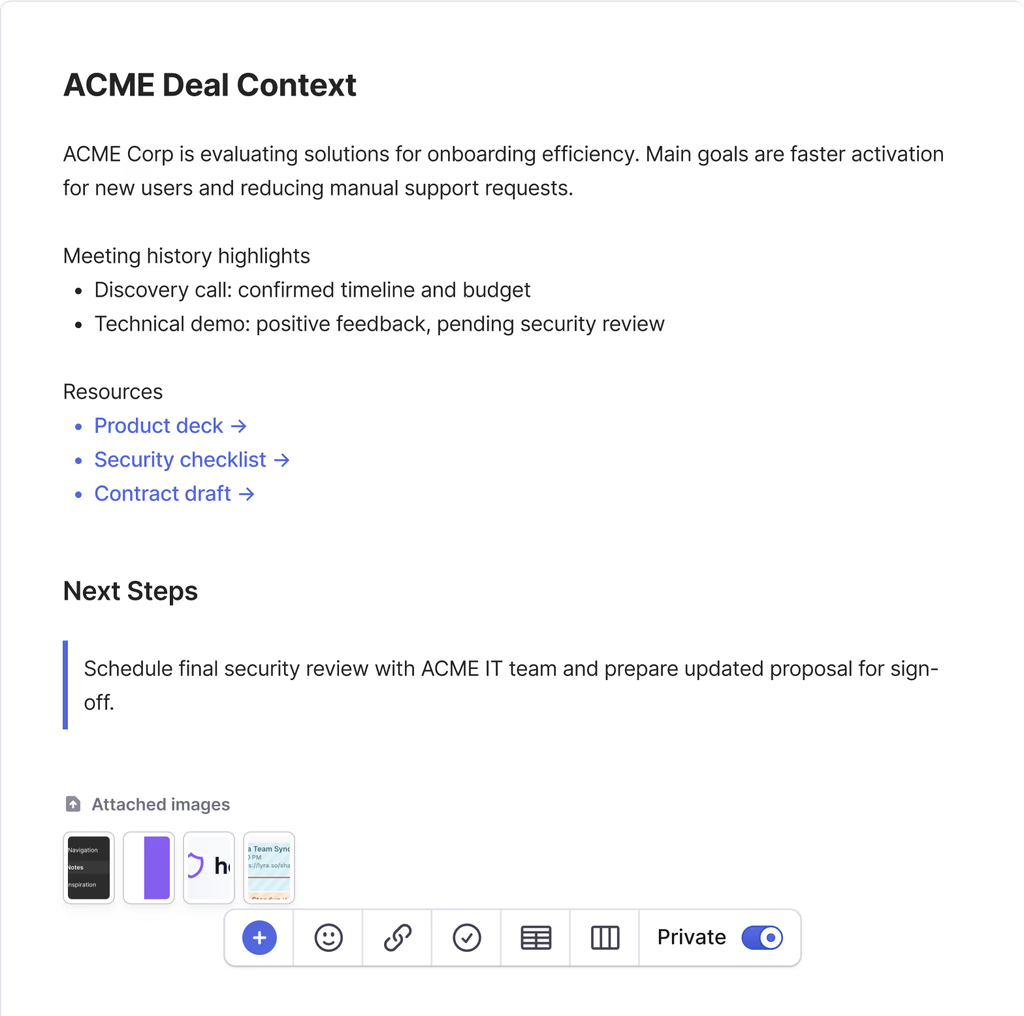 ACME Deal Context
ACME Corp is evaluating solutions for onboarding efficiency. Main goals are faster activation
for new users and reducing manual support requests.
Meeting history highlights
• Discovery call: confirmed timeline and budget
• Technical demo: positive feedback, pending security review
Resources
• Product deck →
• Security checklist →
• Contract draft →
Next Steps
Schedule final security review with ACME IT team and prepare updated proposal for sign-
off.
Attached images
Navigation
Notes
nspiration
h
a Team Sync
PM
s://lyra.so/sha
Private